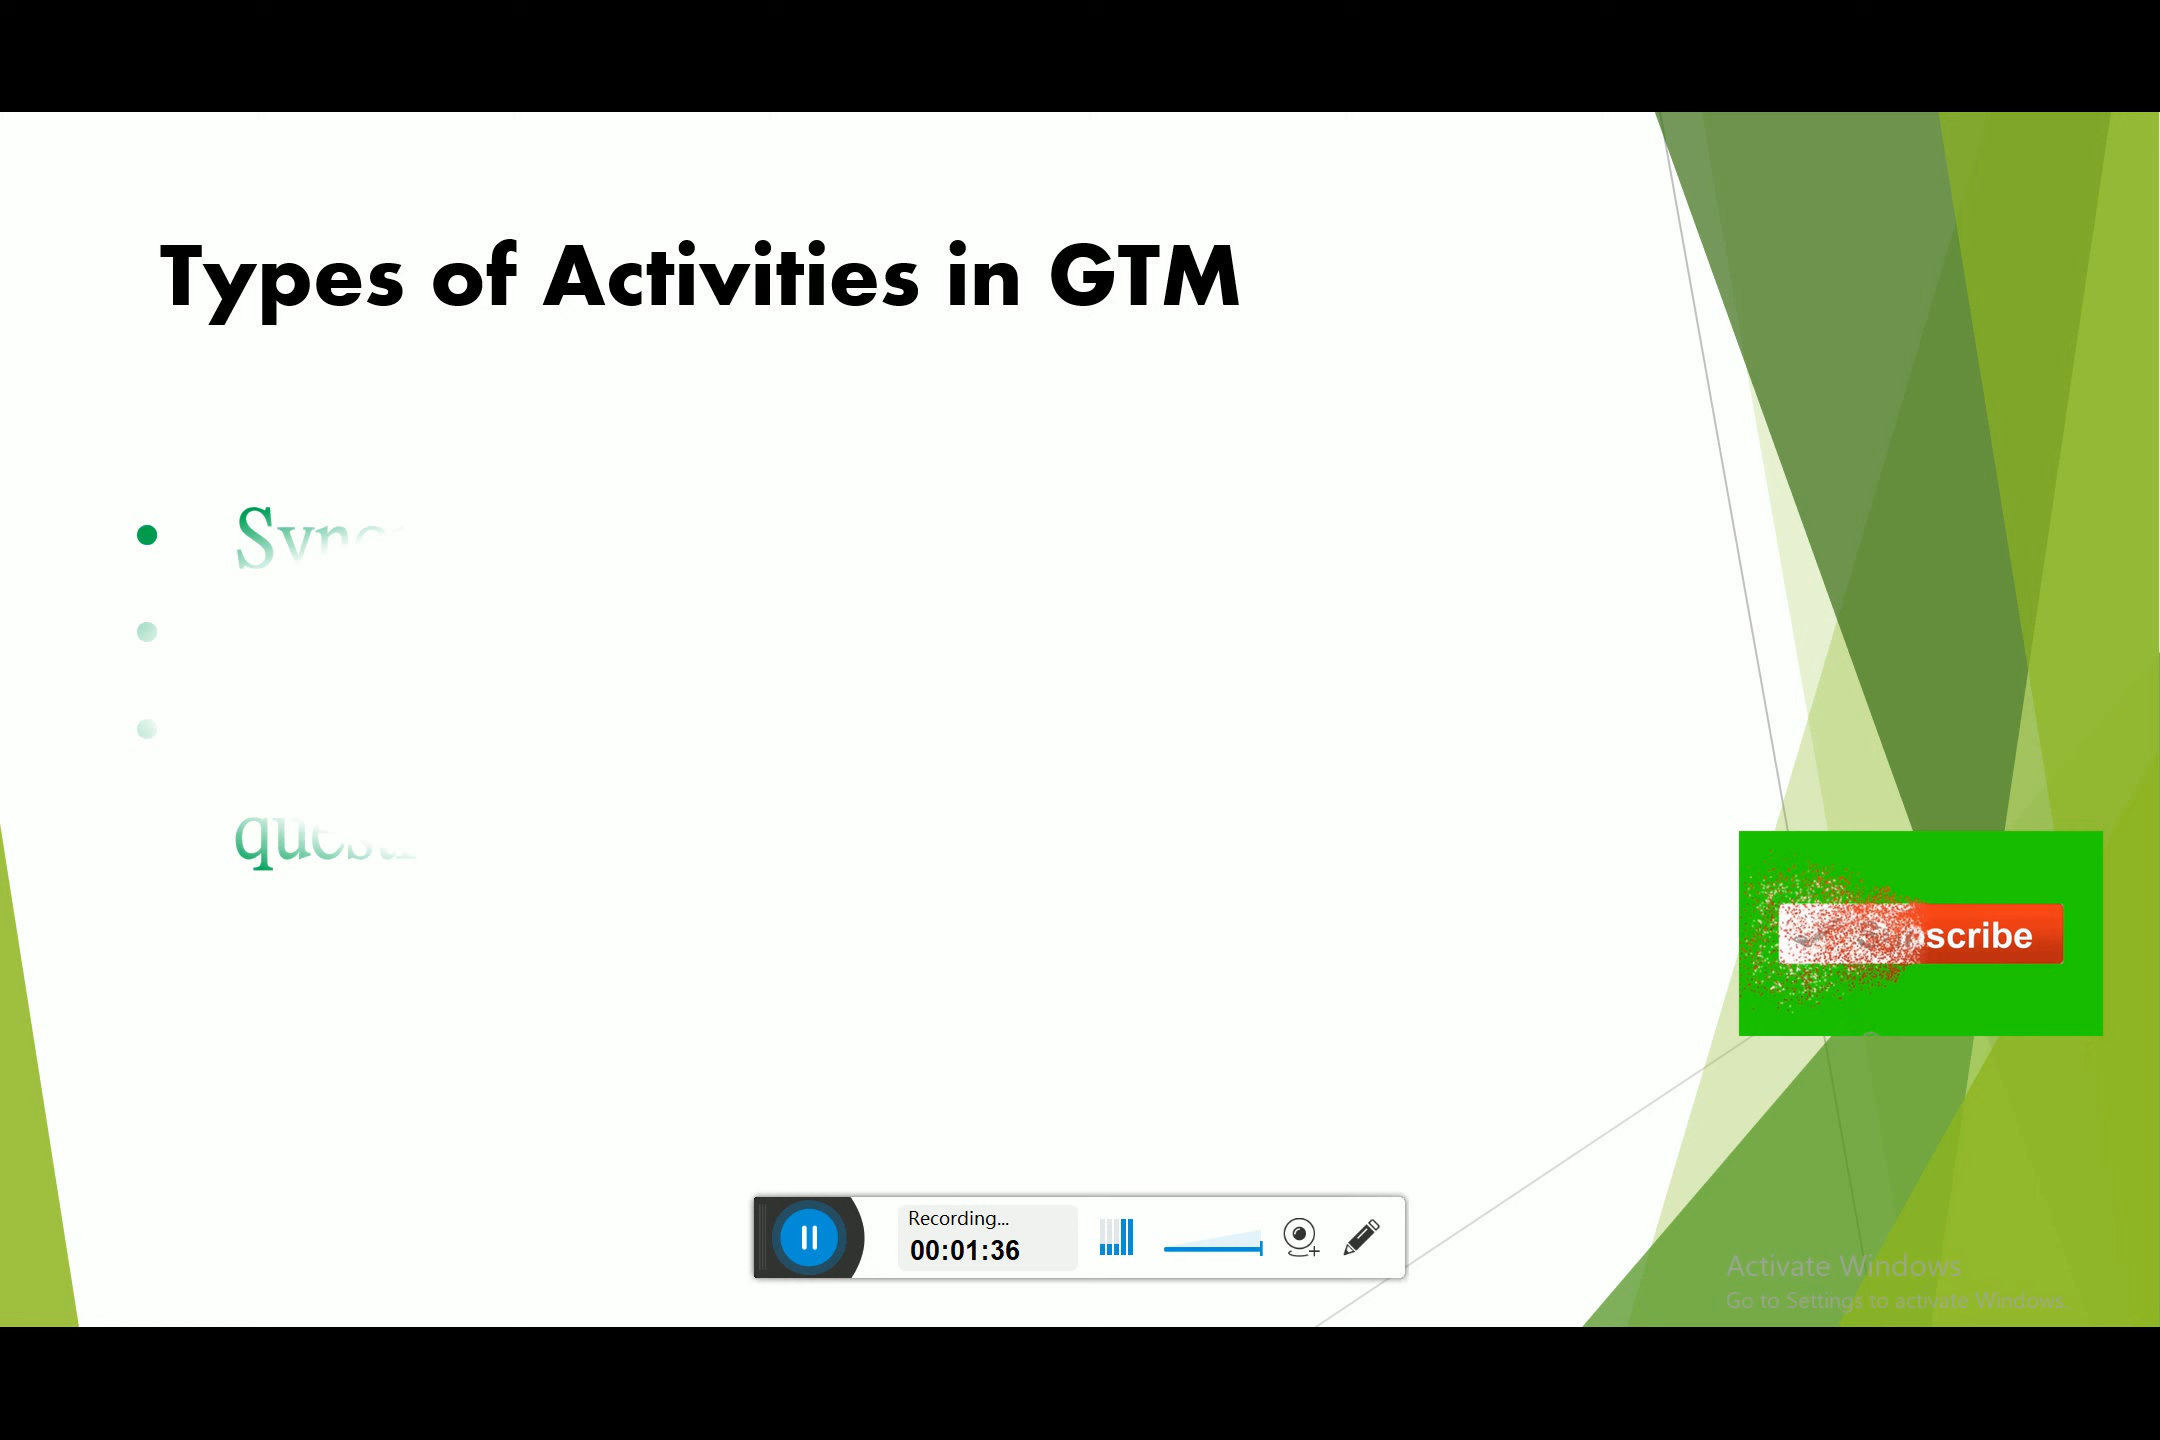 Types of Activities in GTM
Recording...
00:01:36
Activate Windows
Go to Settings to activate Windows.